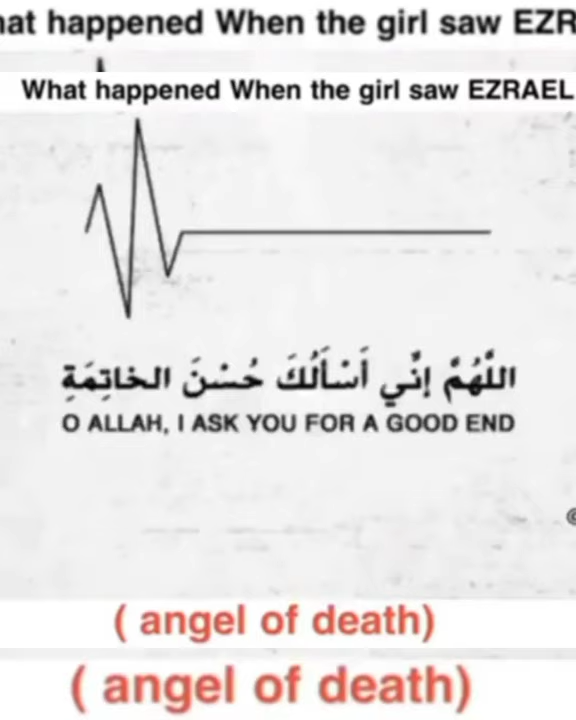 hat happened When the girl saw EZR
What happened When the girl saw EZRAEL
اللَّهُمَّ إِنِّي أَسْأَلُكَ حُسْنَ الخَاتِمَةِ
O ALLAH, I ASK YOU FOR A GOOD END
©
( angel of death)
( angel of death)